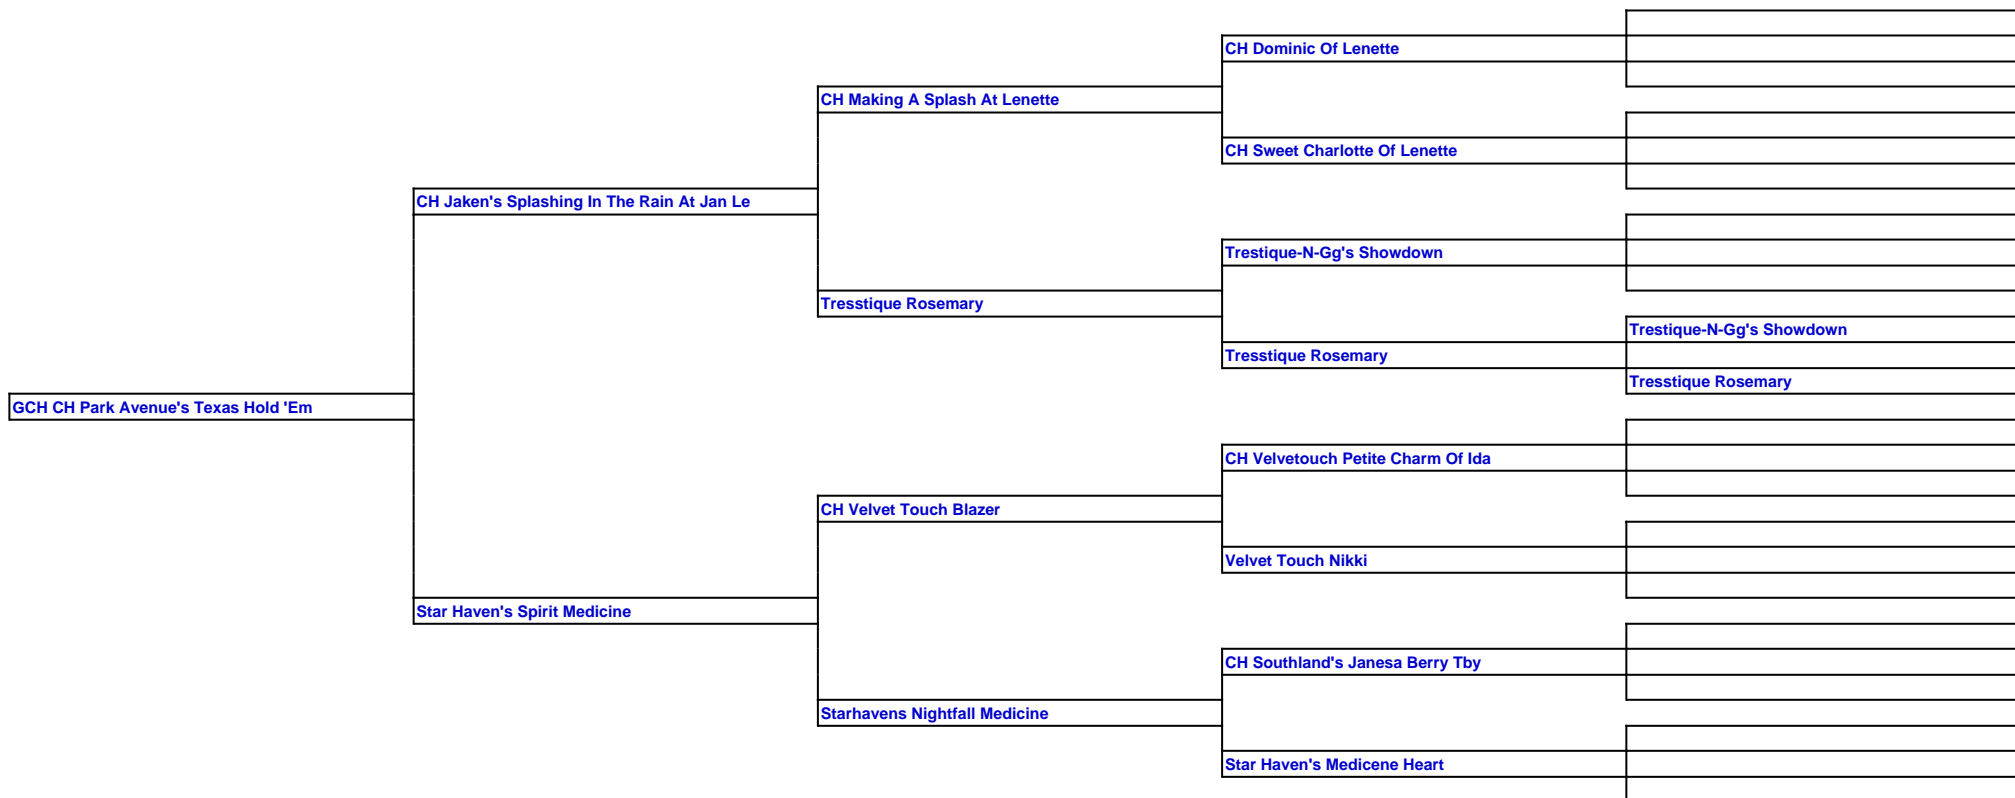 CH Dominic Of Lenette
CH Making A Splash At Lenette
CH Sweet Charlotte Of Lenette
CH Jaken's Splashing In The Rain At Jan Le
Trestique-N-Gg's Showdown
Tresstique Rosemary
Trestique-N-Gg's Showdown
Tresstique Rosemary
Tresstique Rosemary
GCH CH Park Avenue's Texas Hold 'Em
CH Velvetouch Petite Charm Of Ida
CH Velvet Touch Blazer
Velvet Touch Nikki
Star Haven's Spirit Medicine
CH Southland's Janesa Berry Tby
Starhavens Nightfall Medicine
Star Haven's Medicene Heart